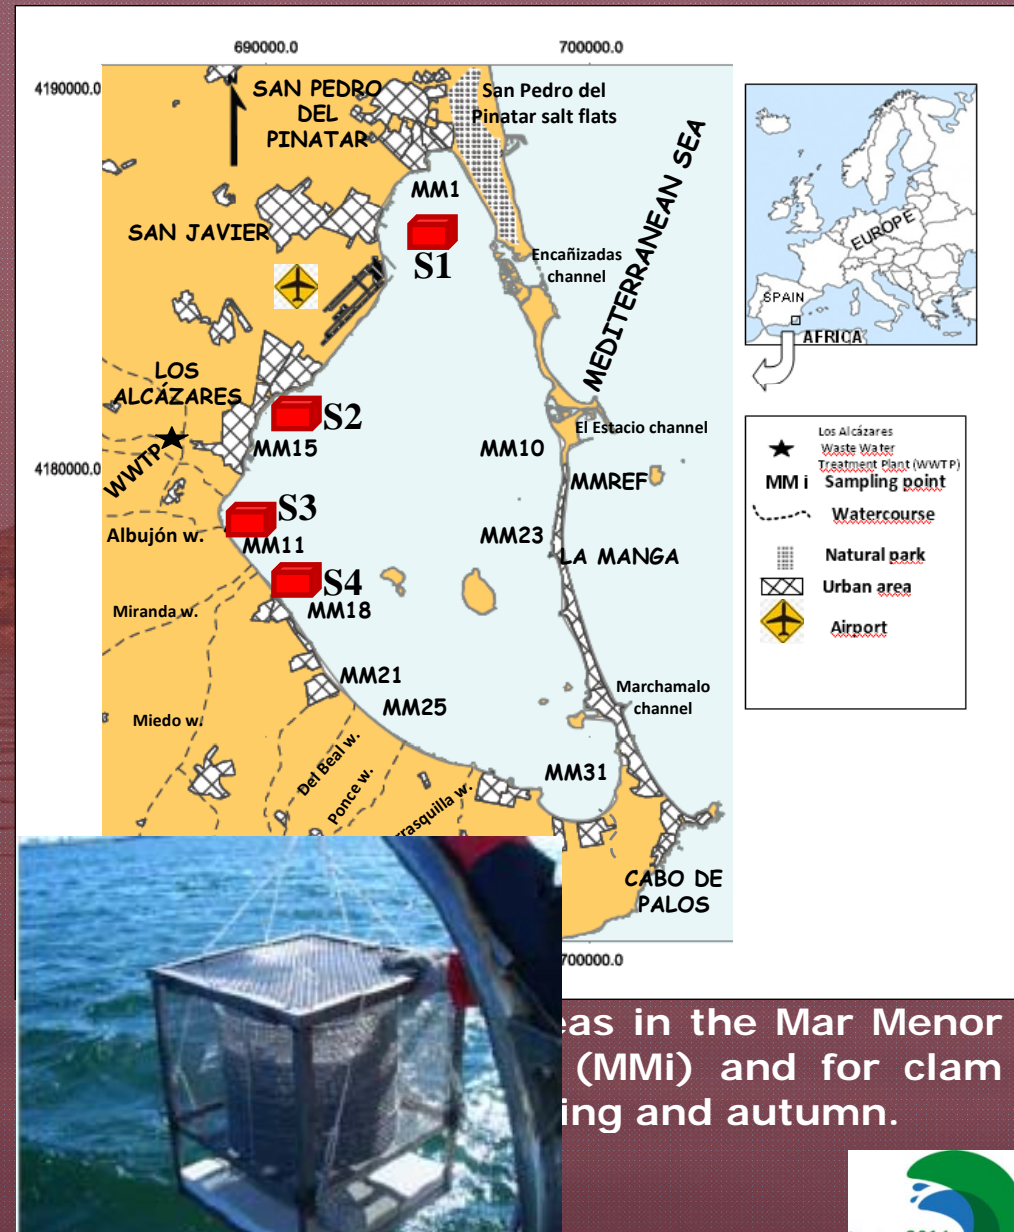 690000.0
700000.0
4190000.0
SAN PEDRO
DEL
PINATAR
San Pedro del
Pinatar salt flats
MM1
SAN JAVIER
S1
Encañizadas
channel
MEDITERRANEAN SEA
LOS
ALCÁZARES
S2
El Estacio channel
MM15
MM10
WWTP
4180000.0
MMREF
S3
Albujón w.
MM11
MM23
LA MANGA
S4
Miranda w.
MM18
MM21
MM25
Marchamalo
channel
Miedo w.
Del Beal w.
Ponce w.
rasquilla w.
MM31
CABO DE
PALOS
700000.0
EUROPE
SPAIN
AFRICA
Los Alcázares
Waste Water
Treatment Plant (WWTP)
MM i Sampling point
Watercourse
Natural park
Urban area
Airport
eas in the Mar Menor
(MMi) and for clam
ing and autumn.